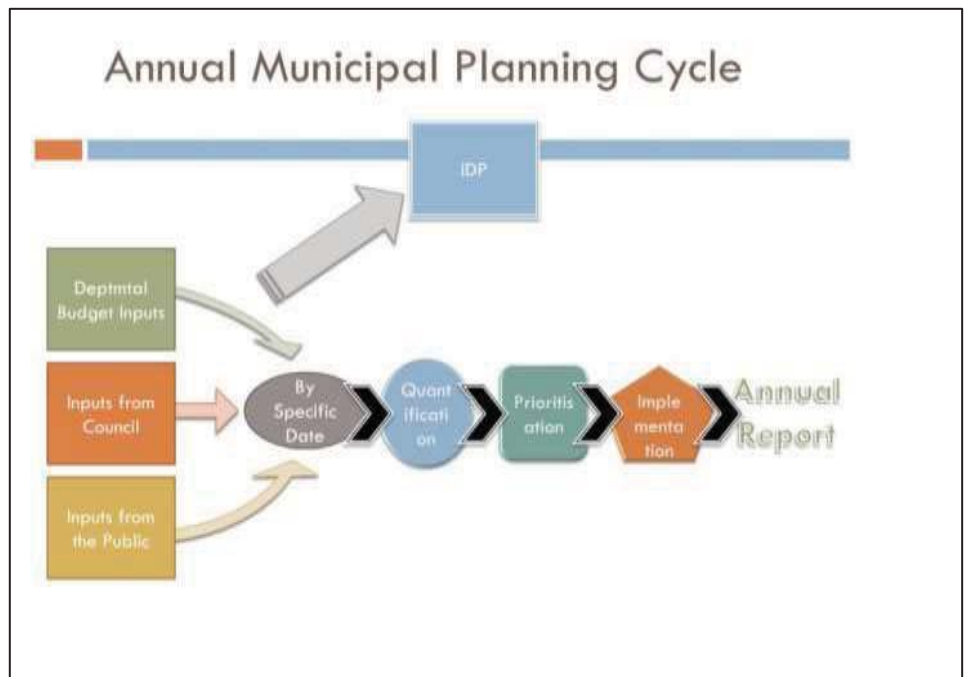 Annual Municipal Planning Cycle
IDP
Deptmtal
Budget Inputs
Inputs from
Council
Inputs from
the Public
By
Specific
Date
Quant
ificati
on
Prioritis
ation
Imple
menta
tion
Annual
Report